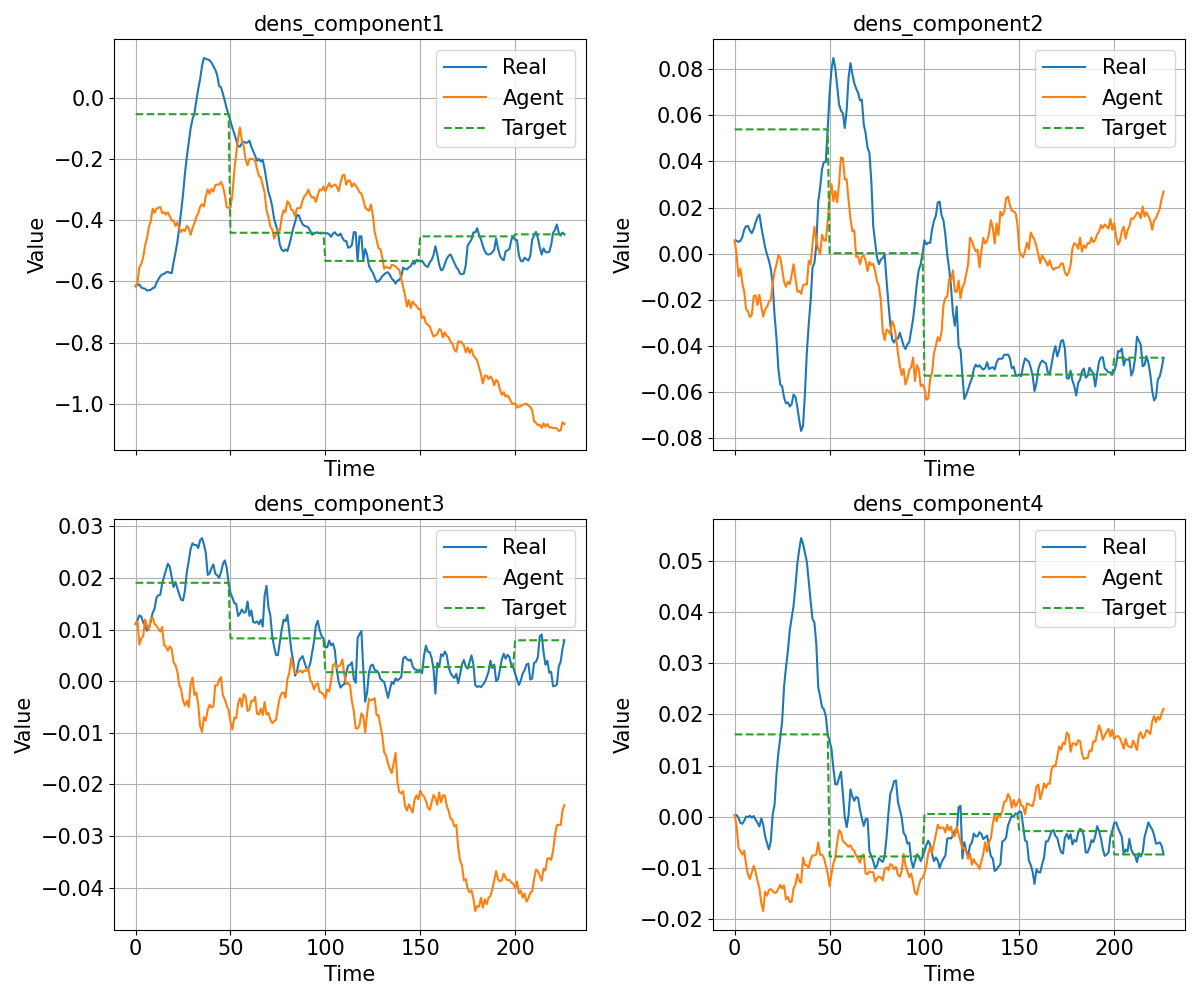 dens_component1
Value
0.0
−0.2
−0.4
−0.6
−0.8
−1.0
Real
Agent
Target
Time
dens_component2
Value
0.08
0.06
0.04
0.02
0.00
−0.02
−0.04
−0.06
−0.08
Real
Agent
Target
Time
dens_component3
Value
0.03
0.02
0.01
0.00
−0.01
−0.02
−0.03
−0.04
Real
Agent
Target
0 50 100 150 200
Time
dens_component4
Value
0.05
0.04
0.03
0.02
0.01
0.00
−0.01
−0.02
Real
Agent
Target
0 50 100 150 200
Time